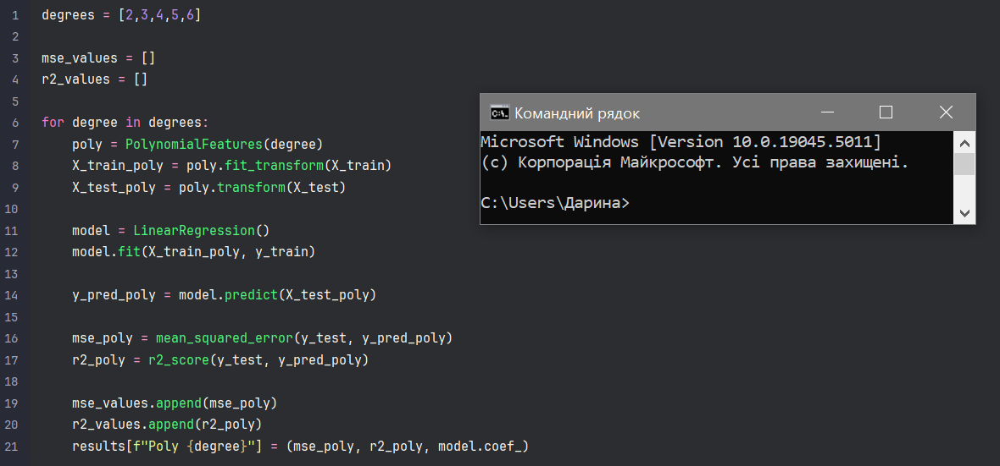 1 degrees = [2,3,4,5,6]
2
3 mse_values = []
4 r2_values = []
5
6 for degree in degrees:
7 poly = PolynomialFeatures(degree)
8 X_train_poly = poly.fit_transform(X_train)
9 X_test_poly = poly.transform(X_test)
10
11 model = LinearRegression()
12 model.fit(X_train_poly, y_train)
13
14 y_pred_poly = model.predict(X_test_poly)
15
16 mse_poly = mean_squared_error(y_test, y_pred_poly)
17 r2_poly = r2_score(y_test, y_pred_poly)
18
19 mse_values.append(mse_poly)
20 r2_values.append(r2_poly)
21 results[f"Poly {degree}"] = (mse_poly, r2_poly, model.coef_)
Командний рядок
Microsoft Windows [Version 10.0.19045.5011]
(c) Корпорація Майкрософт. Усі права захищені.
C:\Users\Дарина>